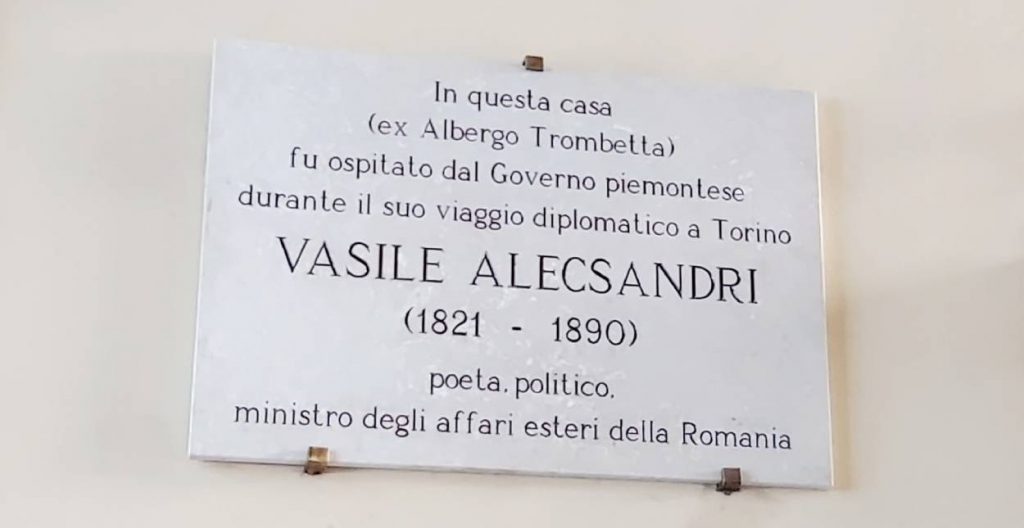 In questa casa
(ex Albergo Trombetta)
fu ospitato dal Governo piemontese
durante il suo viaggio diplomatico a Torino
VASILE ALECSANDRI
(1821 - 1890)
poeta, politico,
ministro degli affari esteri della Romania